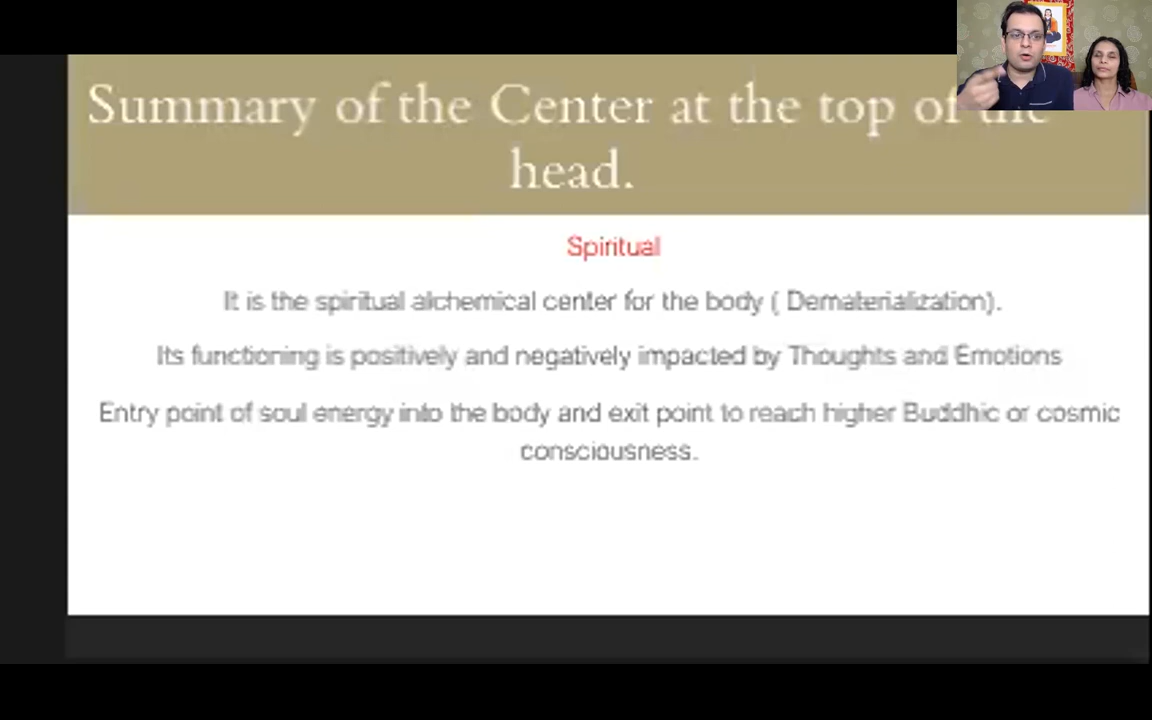 Summary of the Center at the top of the
head.
Spiritual
It is the spiritual alchemical center for the body ( Dematerialization).
Its functioning is positively and negatively impacted by Thoughts and Emotions
Entry point of soul energy into the body and exit point to reach higher Buddhic or cosmic
consciousness.